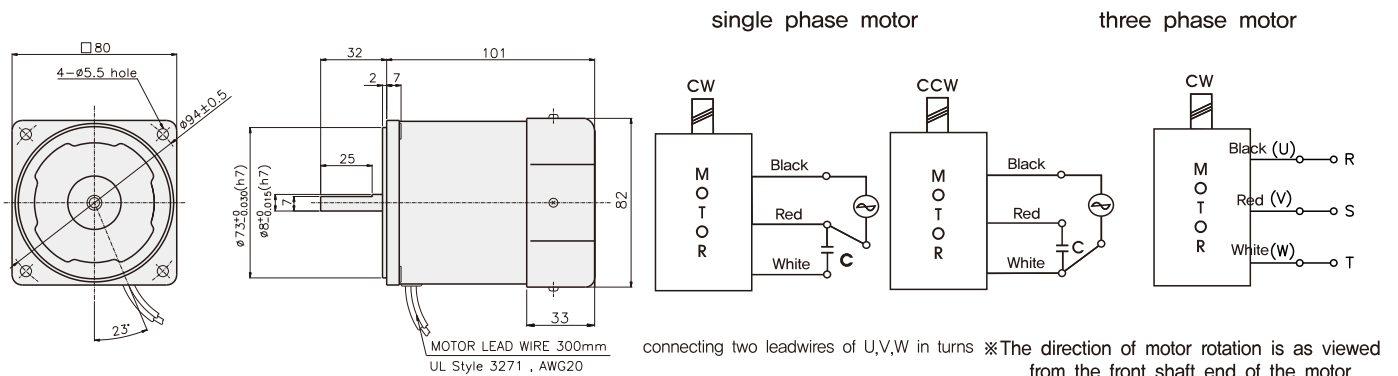 single phase motor
three phase motor
□80
4-ø5.5 hole
ø94±0.5
23°
32
101
2
7
25
ø73±0 -0.030(h7)
ø8±0 -0.015(h7)
7
82
33
MOTOR LEAD WIRE 300mm
UL Style 3271 , AWG20
CW
MOTOR
Black
Red
White
C
CCW
MOTOR
Black
Red
White
C
CW
MOTOR
Black (U)
R
Red (V)
S
White (W)
T
connecting two leadwires of U,V,W in turns
※The direction of motor rotation is as viewed
from the front shaft end of the motor